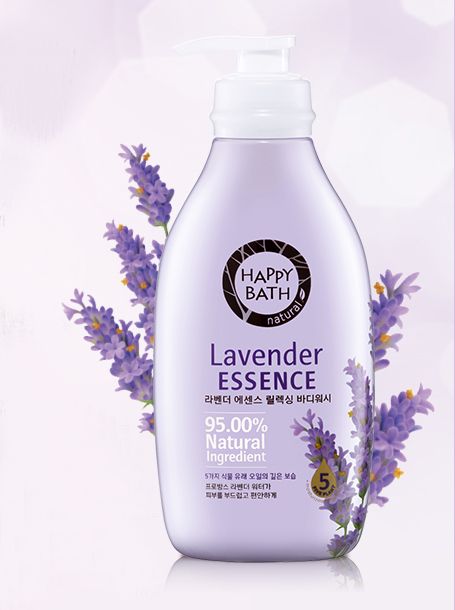 HAPPY
BATH
natural
Lavender
ESSENCE
라벤더 에센스 릴렉싱 바디워시
95.00%
Natural
Ingredient
5가지 식물 유래 오일의 깊은 보습
프로방스 라벤더 워터가
피부를 부드럽고 편안하게
5